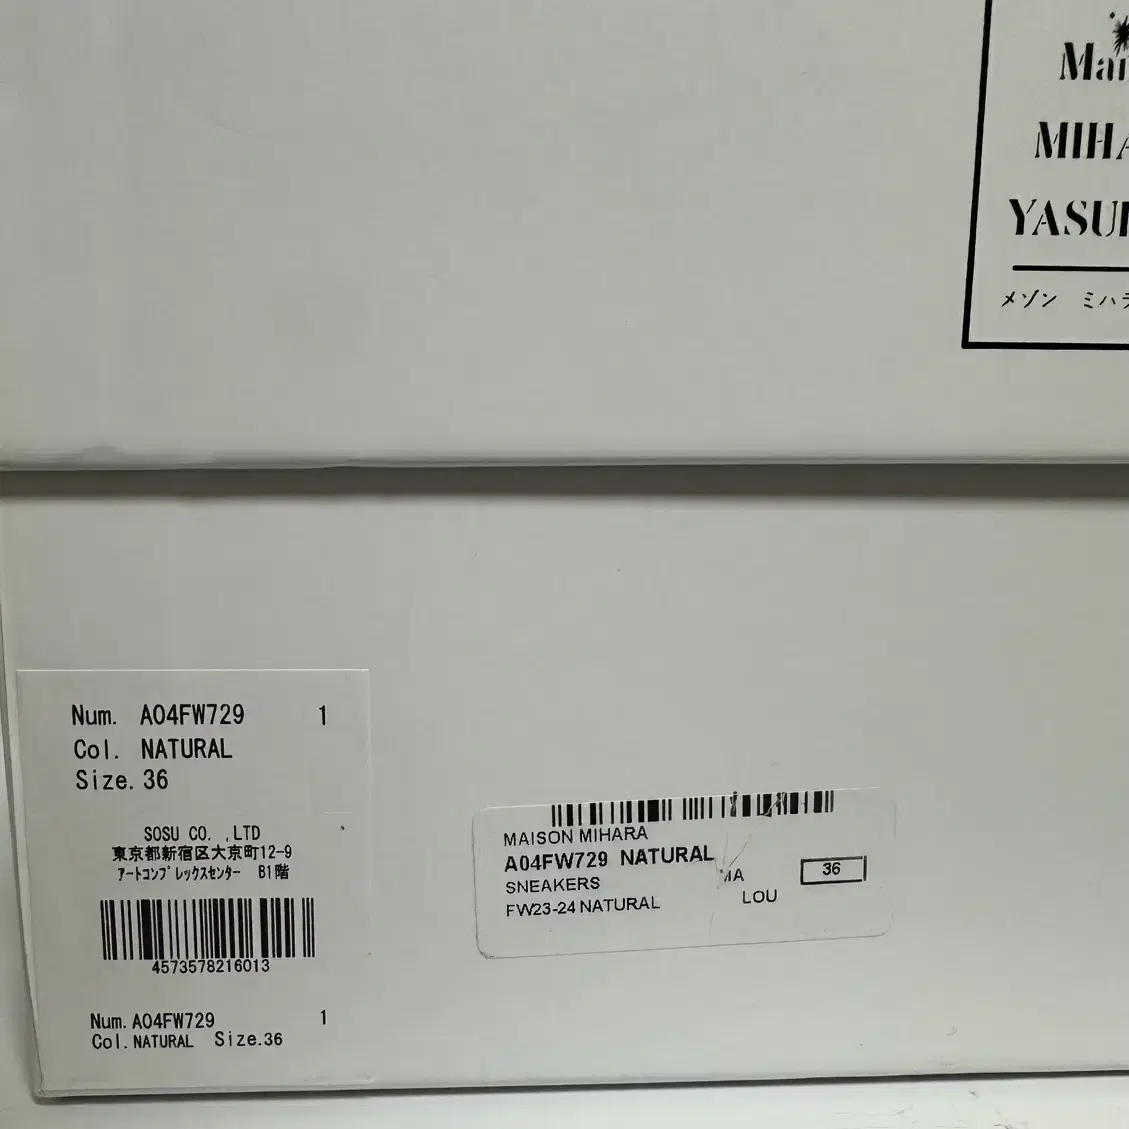 MIHA
メゾン ミハラ
Num. A04FW729 1
Col. NATURAL
Size. 36
SOSU CO. ,LTD
東京都新宿区大京町12-9
ｱｰﾄｺﾝﾌﾟﾚｯｸｽｾﾝﾀｰ B1階
4573578216013
Num. A04FW729 1
Col. NATURAL Size. 36
MAISON MIHARA
A04FW729 NATURAL
SNEAKERS
36
FW23-24 NATURAL LOU